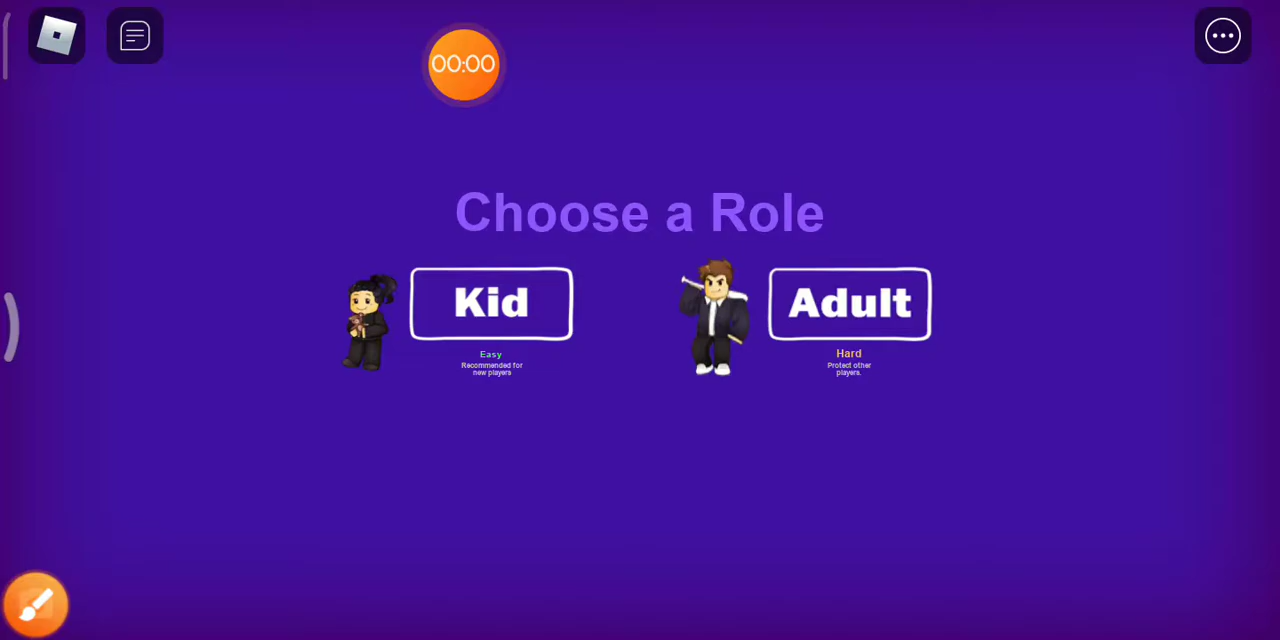 00:00
Choose a Role
Kid
Adult
Easy
Recommended for
new players
Hard
Protect other
players.